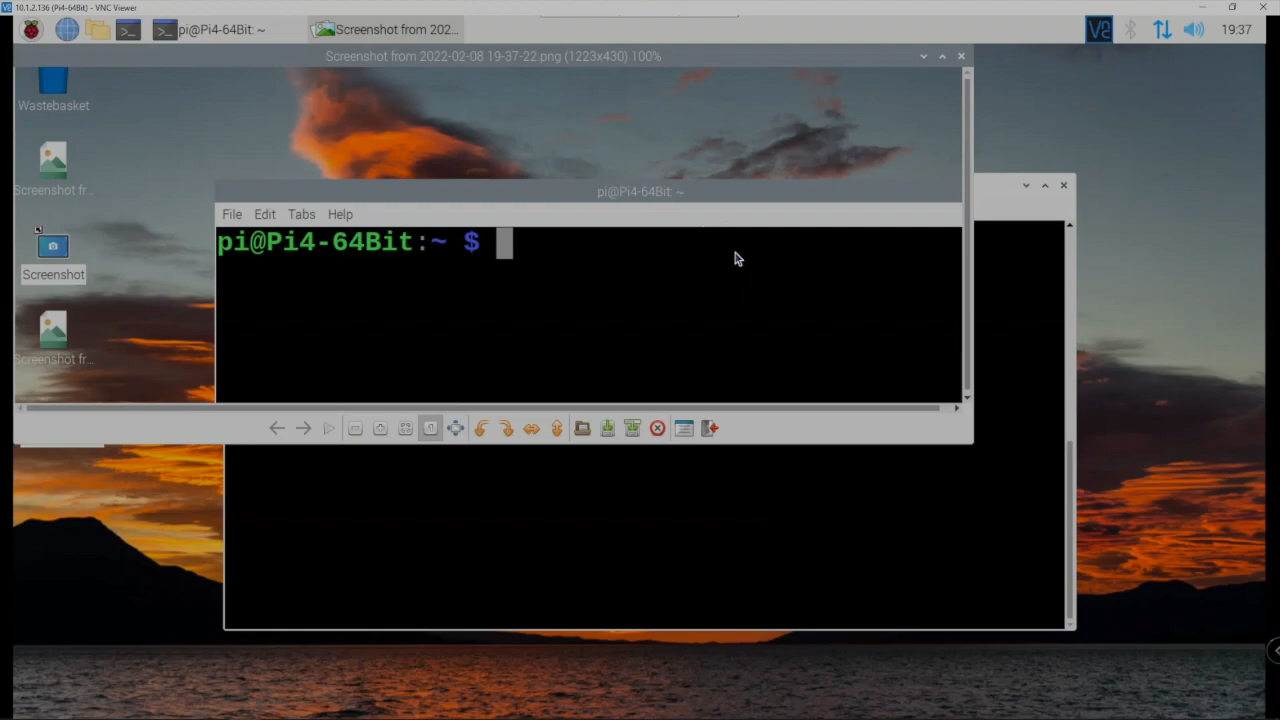 10.1.2.136 (Pi4-64Bit) - VNC Viewer
pi@Pi4-64Bit: ~
Screenshot from 202...
19:37
Screenshot from 2022-02-08 19-37-22.png (1223x430) 100%
Wastebasket
Screenshot fr...
Screenshot
Screenshot fr...
pi@Pi4-64Bit: ~
File Edit Tabs Help
pi@Pi4-64Bit:~ $